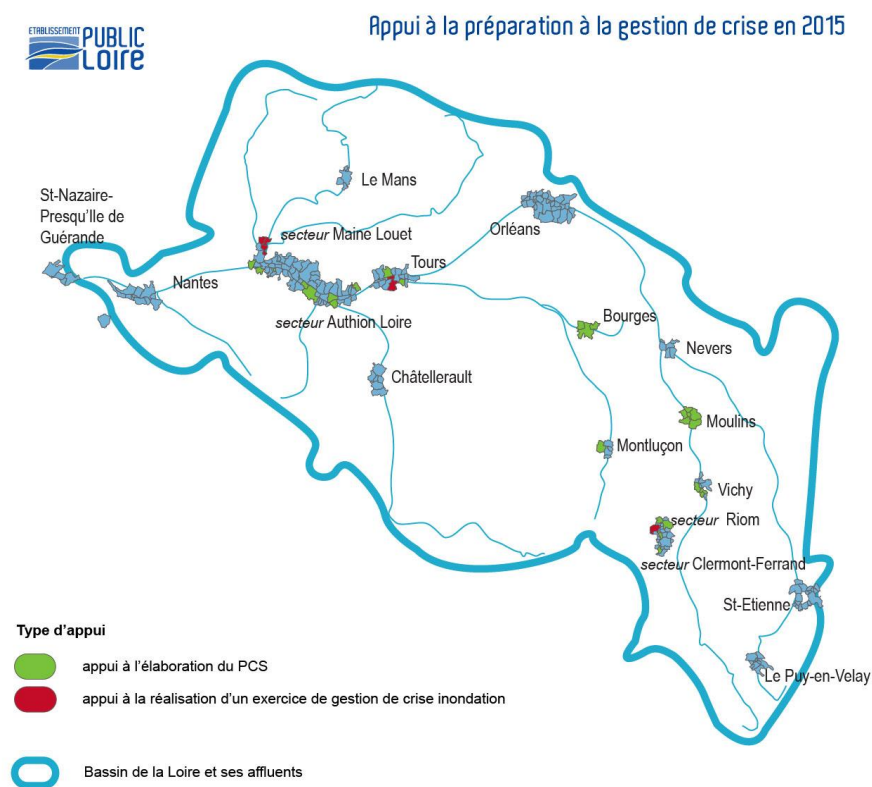 ETABLISSEMENT
PUBLIC
LOIRE
Appui à la préparation à la gestion de crise en 2015
Le Mans
St-Nazaire-
Presqu'Ile de
Guérande
secteur Maine Louet
Orléans
Tours
Nantes
secteur Authion Loire
Bourges
Nevers
Châtellerault
Moulins
Montluçon
Vichy
secteur Riom
secteur Clermont-Ferrand
St-Etienne
Le Puy-en-Velay
Type d'appui
appui à l'élaboration du PCS
appui à la réalisation d'un exercice de gestion de crise inondation
Bassin de la Loire et ses affluents